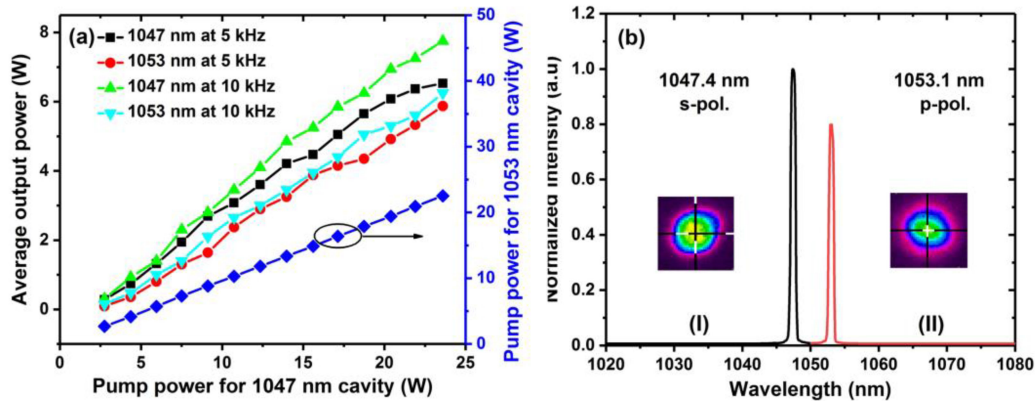 (a)
1047 nm at 5 kHz
1053 nm at 5 kHz
1047 nm at 10 kHz
1053 nm at 10 kHz
Average output power (W)
0
2
4
6
8
0
5
10
15
20
25
Pump power for 1047 nm cavity (W)
0
10
20
30
40
50
Pump power for 1053 nm cavity (W)
(b)
1047.4 nm
s-pol.
1053.1 nm
p-pol.
(I)
(II)
Normalized Intensity (a.u)
0.0
0.2
0.4
0.6
0.8
1.0
1.2
1020
1030
1040
1050
1060
1070
1080
Wavelength (nm)